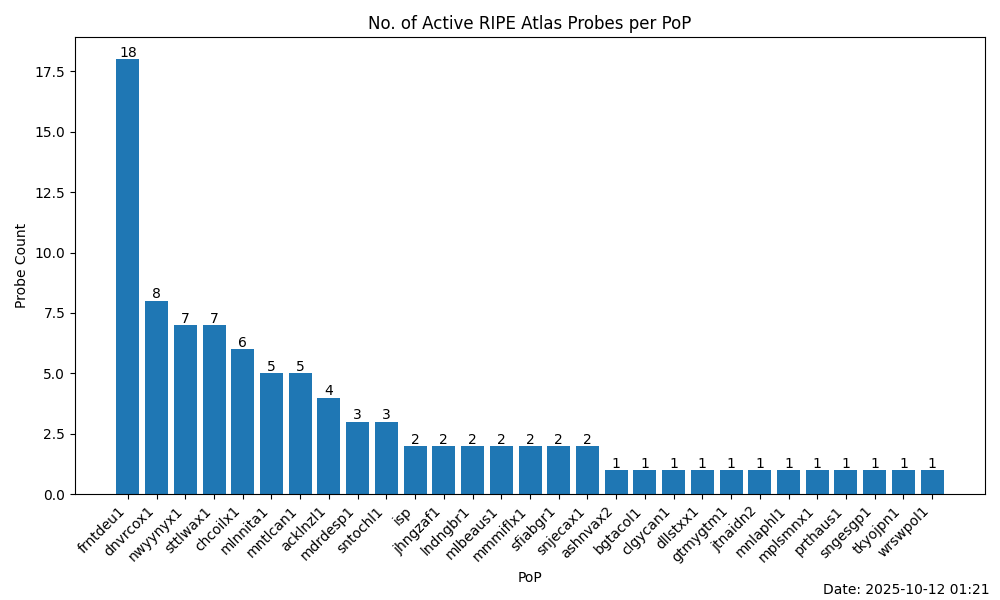 No. of Active RIPE Atlas Probes per PoP
Probe Count
17.5
15.0
12.5
10.0
7.5
5.0
2.5
0.0
18
8
7
7
6
5
5
4
3
3
2
2
2
2
2
2
2
1
1
1
1
1
1
1
1
1
1
1
1
frntdeu1
dnvrcox1
nwyynyx1
sttlwax1
chcoilx1
mlnnita1
mntlcan1
acklnzl1
mdrdesp1
sntochl1
isp
jhngzaf1
lndngbr1
mlbeaus1
mmmiflx1
sfiabgr1
snjecax1
ashnvax2
bgtacol1
clgycan1
dllstxx1
gtmygtm1
jtnaidn2
mnlaphl1
mplsmnx1
prthaus1
sngesgp1
tkyojpn1
wrswpol1
PoP
Date: 2025-10-12 01:21